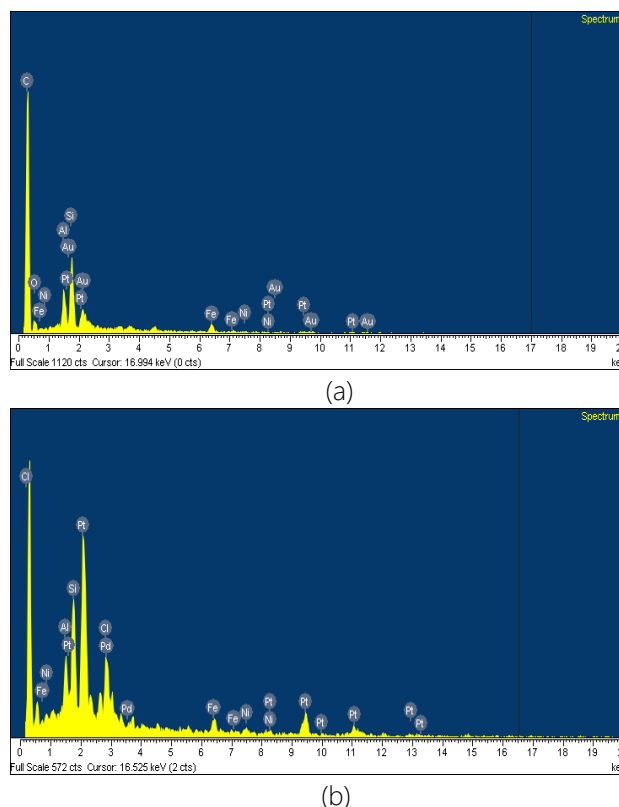 Spectrum
C
Si
Al
Au
O
Pt
Au
Au
Ni
Pt
Pt
Fe
Ni
Pt
Fe
Fe
Ni
Au
Pt
Au
0 1 2 3 4 5 6 7 8 9 10 11 12 13 14 15 16 17 18 19 2
Full Scale 1120 cts Cursor: 16.994 keV (0 cts) ke
(a)
Spectrum
Cl
Pt
Si
Al
Cl
Pt
Pd
Ni
Fe
Pd
Pt
Pt
Fe
Fe
Ni
Ni
Pt
Pt
Pt
Pt
0 1 2 3 4 5 6 7 8 9 10 11 12 13 14 15 16 17 18 19 2
Full Scale 572 cts Cursor: 16.525 keV (2 cts) ke
(b)